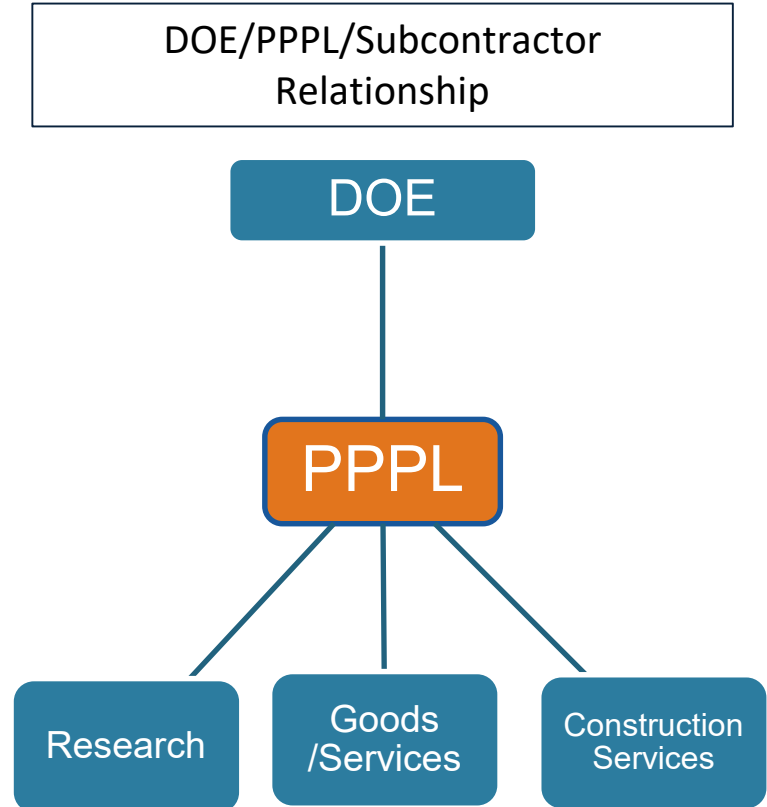 DOE/PPPL/Subcontractor
Relationship
DOE
PPPL
Research
Goods
/Services
Construction
Services